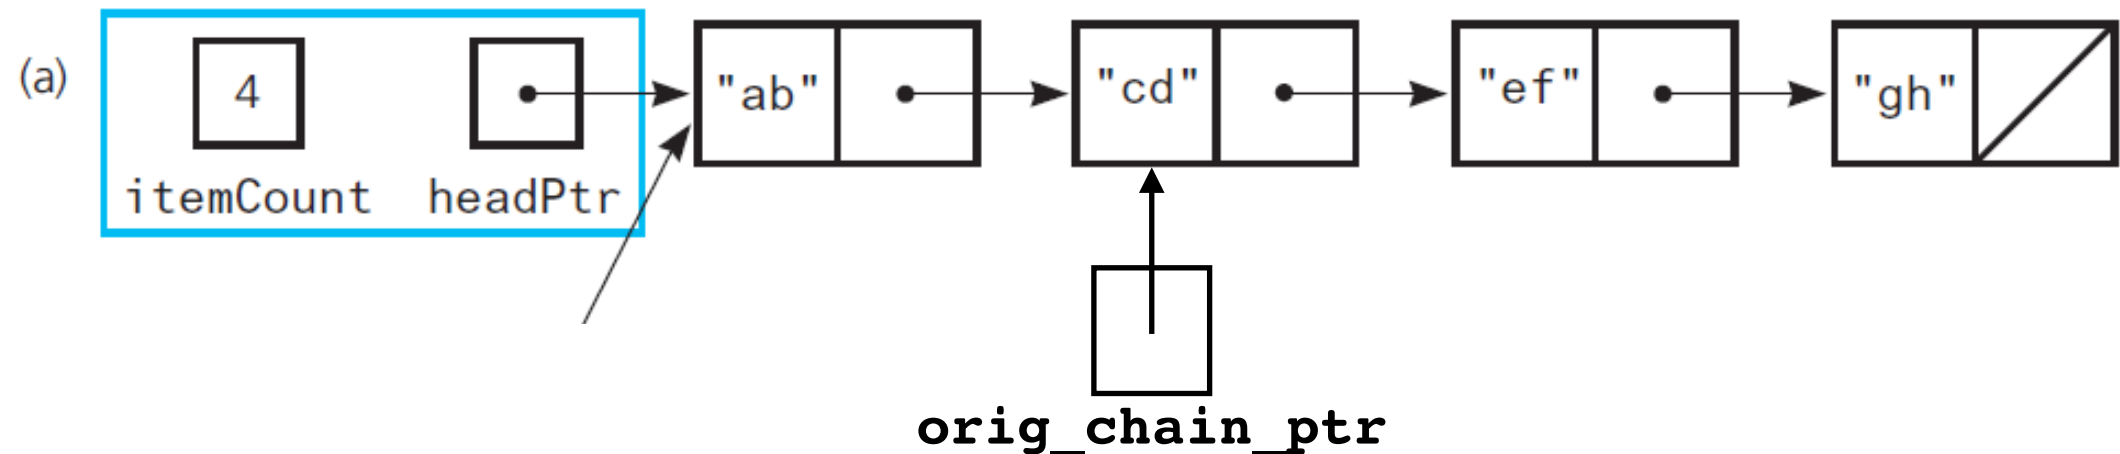 (a)
4
itemCount headPtr
"ab" "cd" "ef" "gh"
orig_chain_ptr